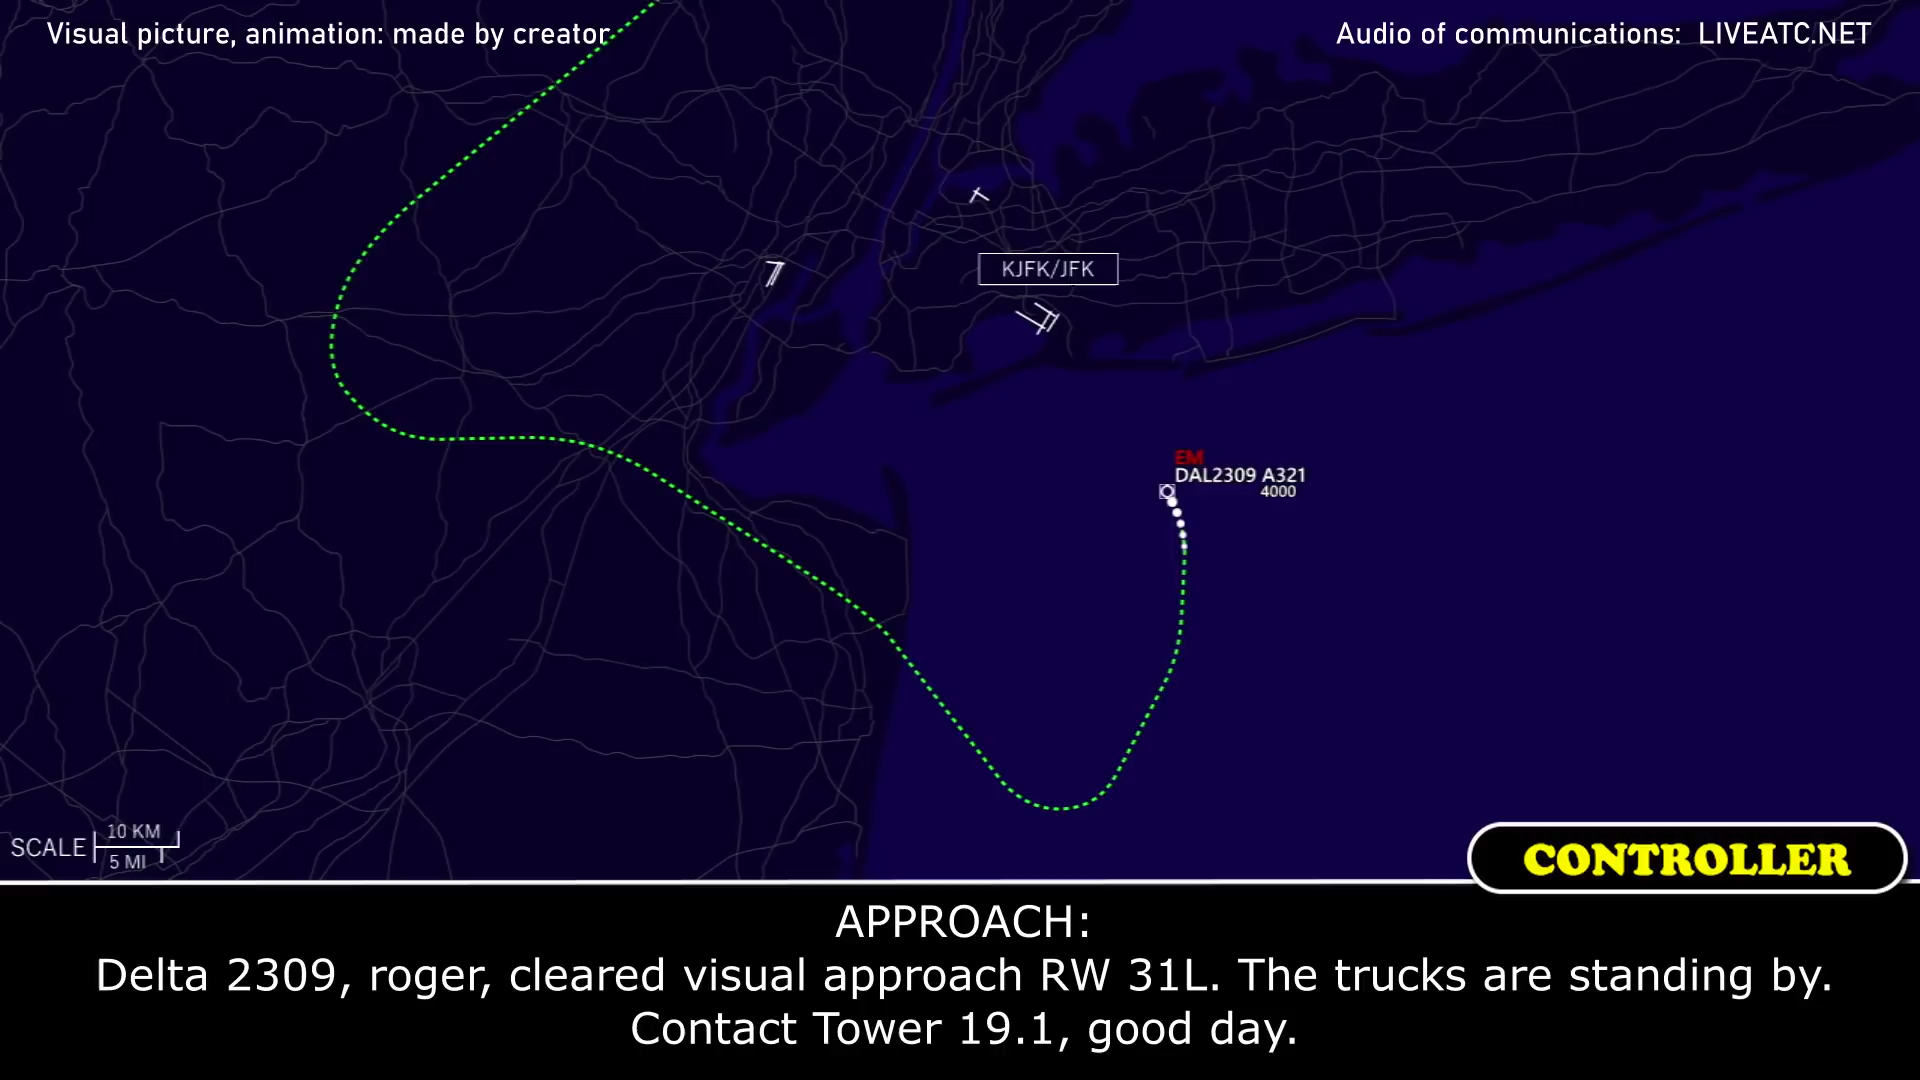 Visual picture, animation: made by creator
Audio of communications: LIVEATC.NET
KJFK/JFK
EM
DAL2309 A321
4000
SCALE
10 KM
5 MI
CONTROLLER
APPROACH:
Delta 2309, roger, cleared visual approach RW 31L. The trucks are standing by.
Contact Tower 19.1, good day.